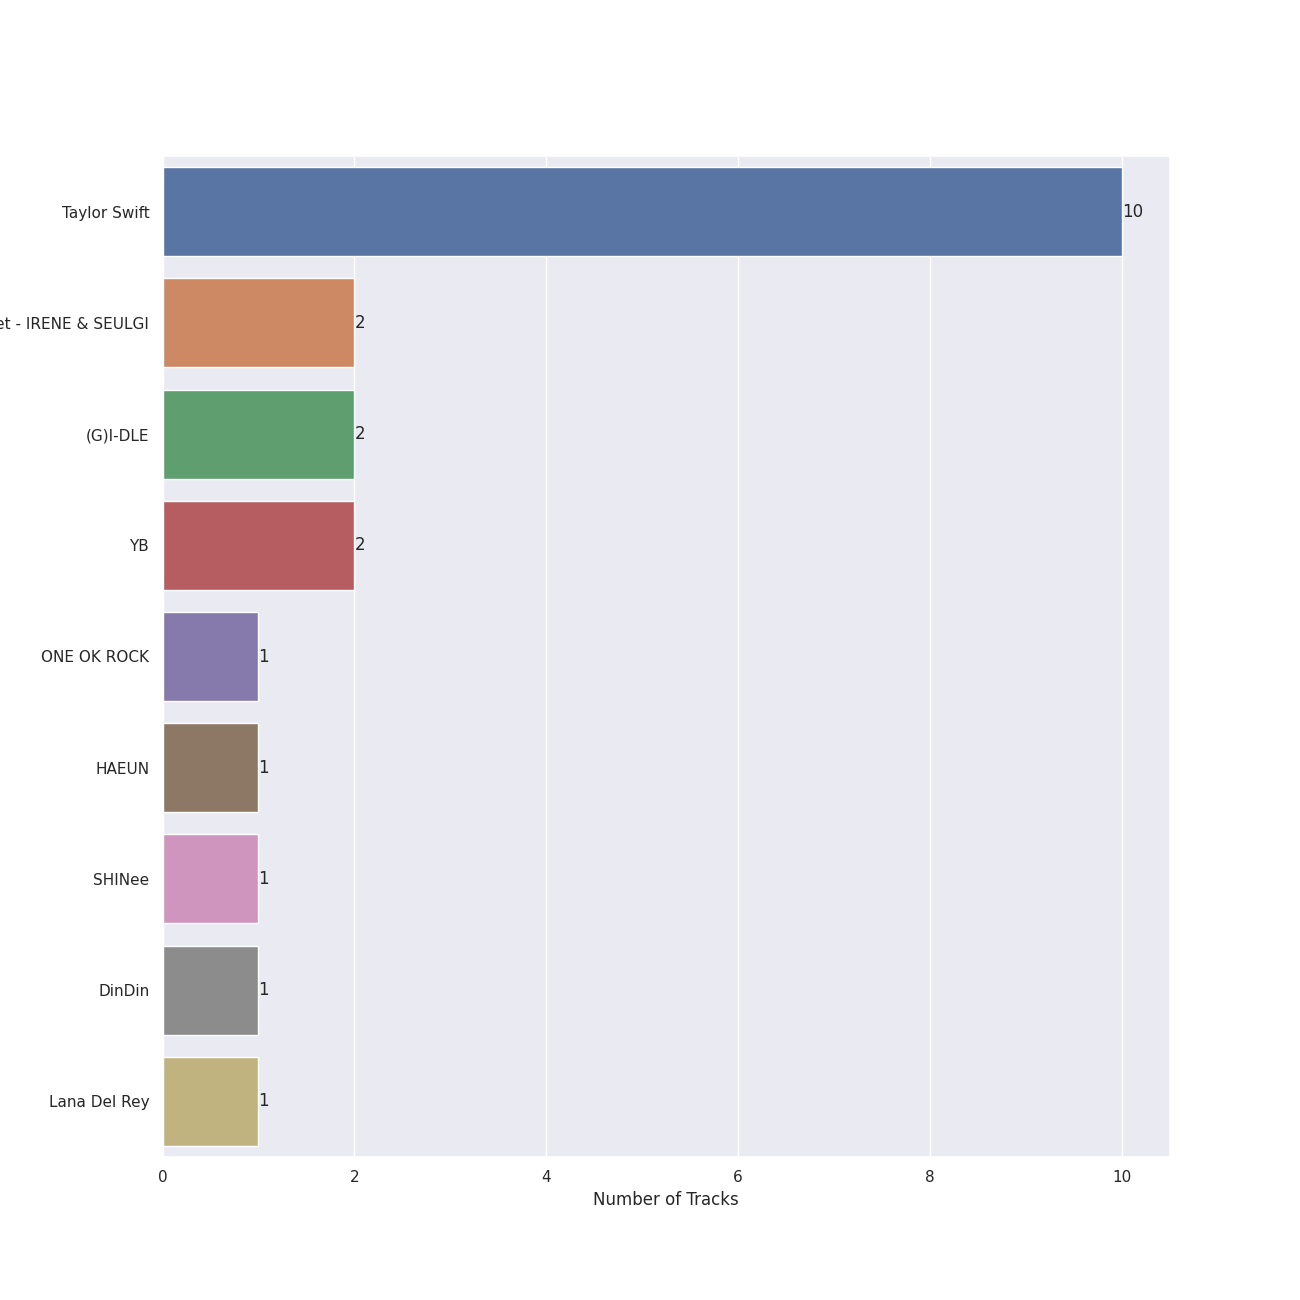 Taylor Swift
10
et - IRENE & SEULGI
2
(G)I-DLE
2
YB
2
ONE OK ROCK
1
HAEUN
1
SHINee
1
DinDin
1
Lana Del Rey
1
0 2 4 6 8 10
Number of Tracks